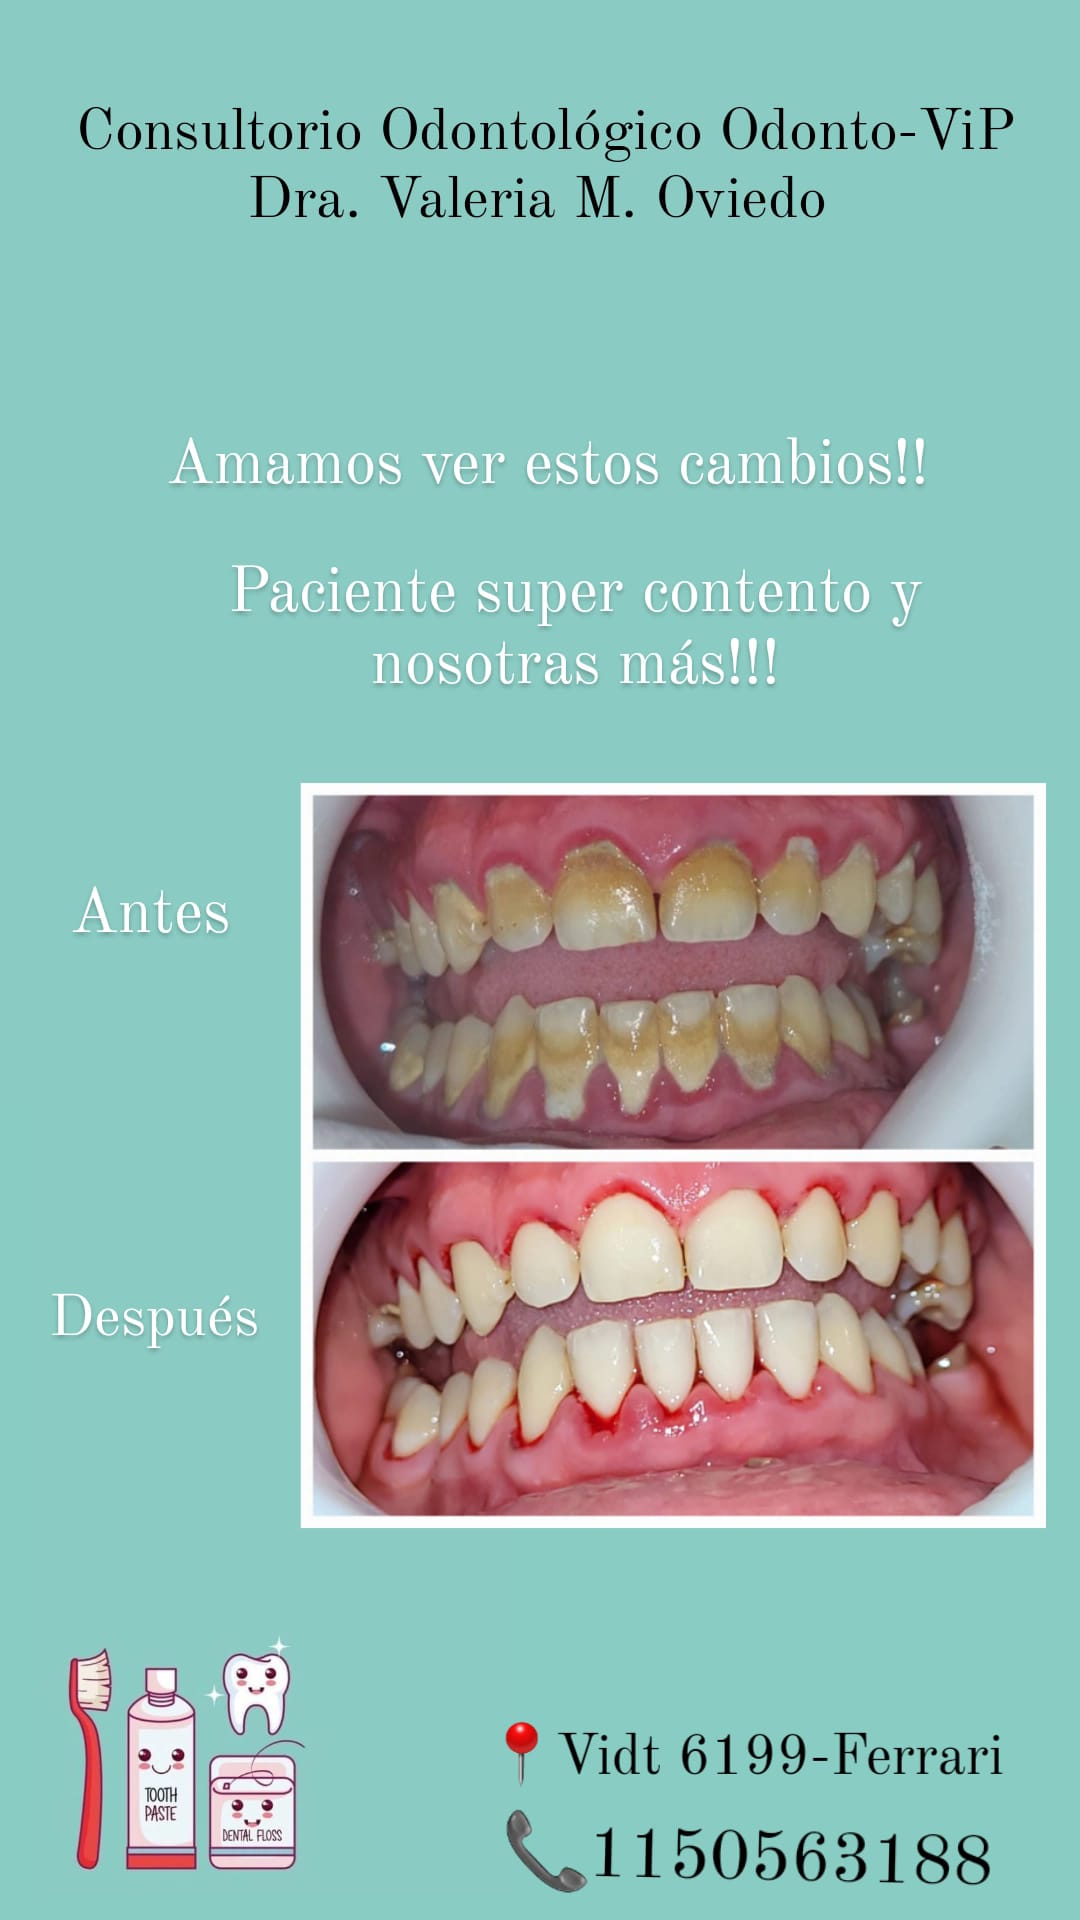 Consultorio Odontológico Odonto-ViP
Dra. Valeria M. Oviedo
Amamos ver estos cambios!!
Paciente super contento y
nosotras más!!!
Antes
Después
TOOTH
PASTE
DENTAL FLOSS
Vidt 6199-Ferrari
1150563188